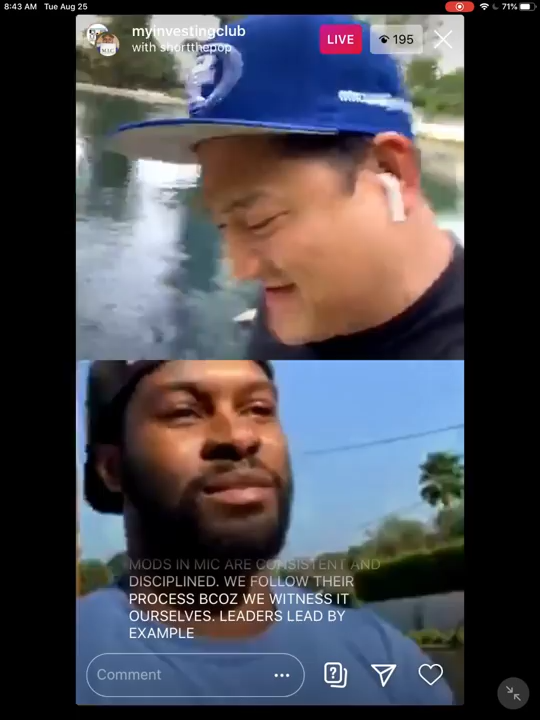 8:43 AM Tue Aug 25
71%
myinvestingclub
with shortthepop
LIVE
195
MIC
MODS IN MIC ARE CONSISTENT AND
DISCIPLINED. WE FOLLOW THEIR
PROCESS BCOZ WE WITNESS IT
OURSELVES. LEADERS LEAD BY
EXAMPLE
Comment